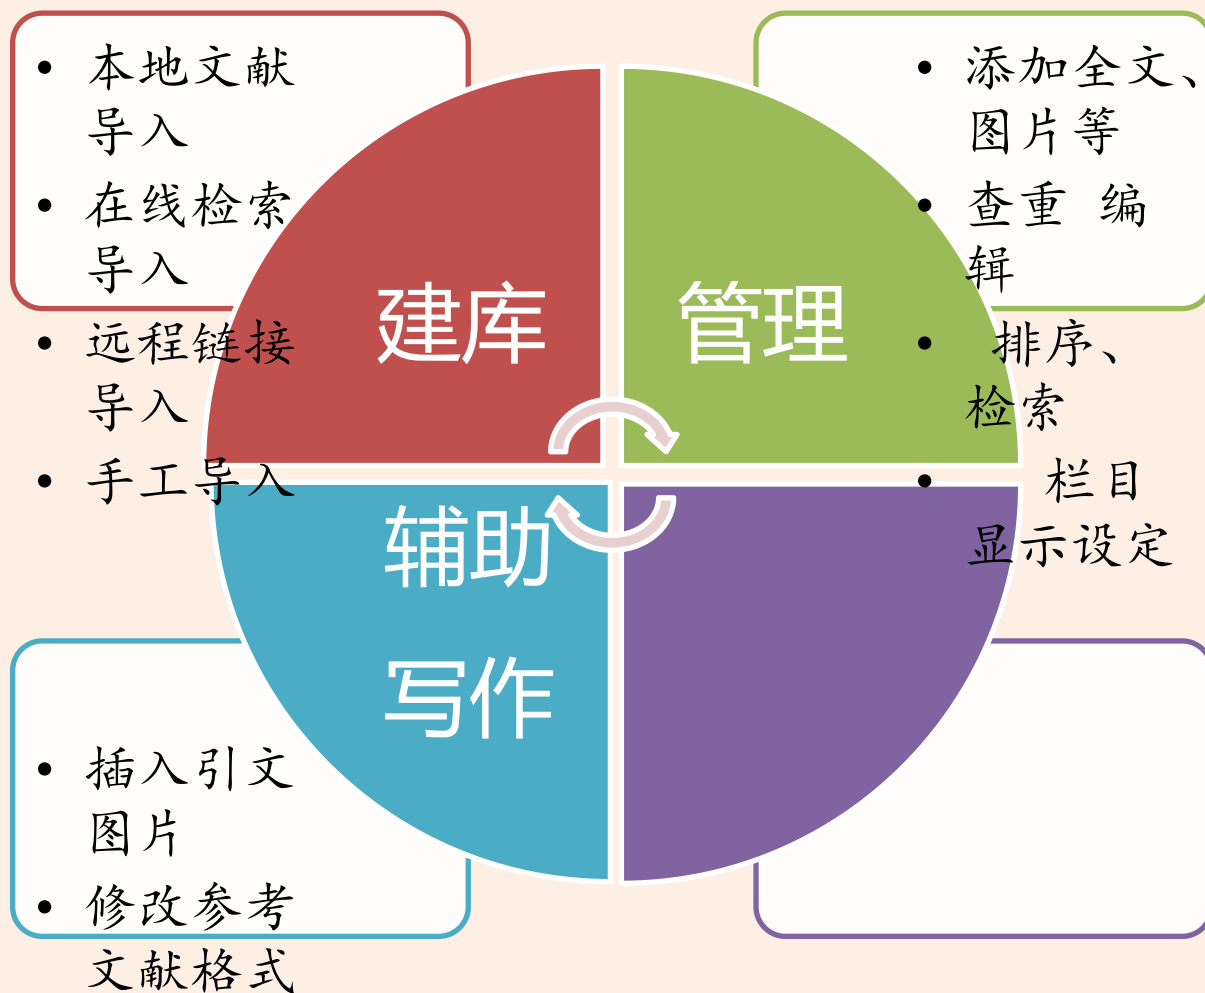 本地文献
导入
在线检索
导入
远程链接
导入
手工导入
建库
管理
添加全文、
图片等
查重 编
辑
排序、
检索
栏目
显示设定
辅助
写作
插入引文
图片
修改参考
文献格式